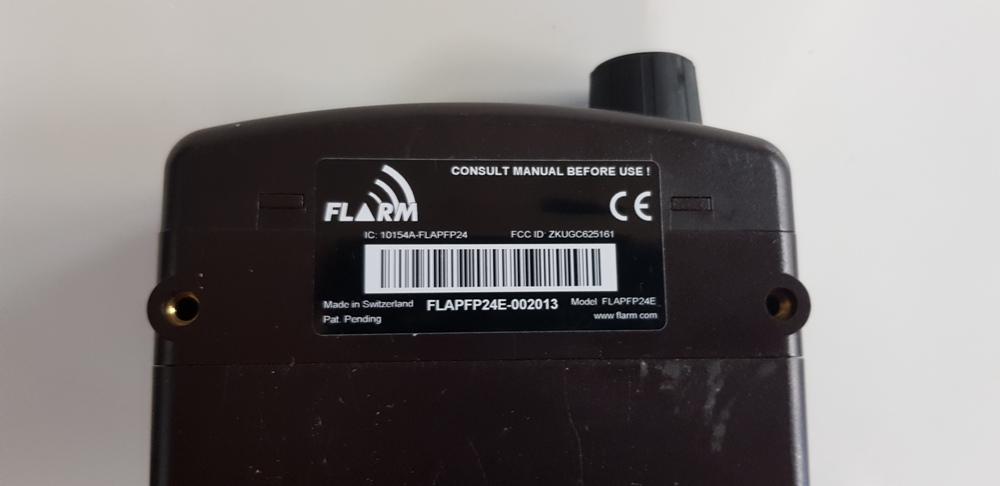 CONSULT MANUAL BEFORE USE !
FLARM
CE
IC: 10154A-FLAPFP24 FCC ID: ZKUGC625161
Made in Switzerland FLAPFP24E-002013 Model FLAPFP24E
Pat. Pending www.flarm.com